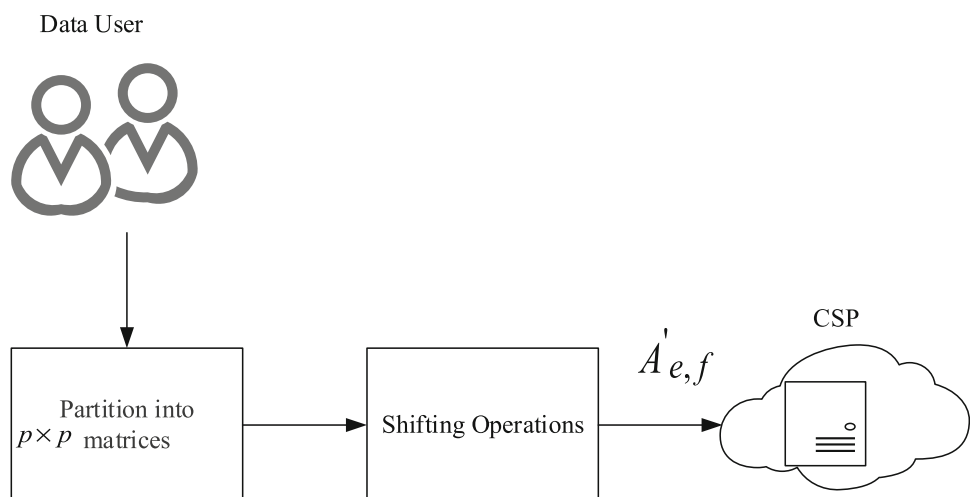 Data User
CSP
A'e,f
Partition into
p×p matrices
Shifting Operations